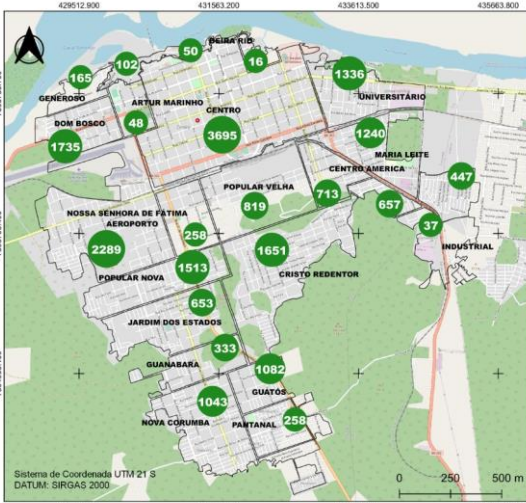 429512.900 431563.200 433613.500 435663.800
BEIRA RIO
50
102
16
165
1336
GENEROSO
ARTUR MARINHO
UNIVERSITÁRIO
CENTRO
DOM BOSCO
48
3695
1240
1735
MARIA LEITE
CENTRO AMERICA
447
POPULAR VELHA
713
819
657
NOSSA SENHORA DE FÁTIMA
AEROPORTO
37
258
2289
1651
INDUSTRIAL
1513
CRISTO REDENTOR
POPULAR NOVA
653
JARDIM DOS ESTADOS
333
GUANABARA
1082
GUATÓS
1043
NOVA CORUMBA
PANTANAL
258
Sistema de Coordenada UTM 21 S
DATUM: SIRGAS 2000
0 250 500 m